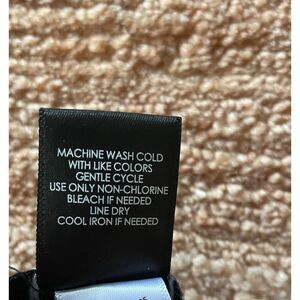 MACHINE WASH COLD
WITH LIKE COLORS
GENTLE CYCLE
USE ONLY NON-CHLORINE
BLEACH IF NEEDED
LINE DRY
COOL IRON IF NEEDED